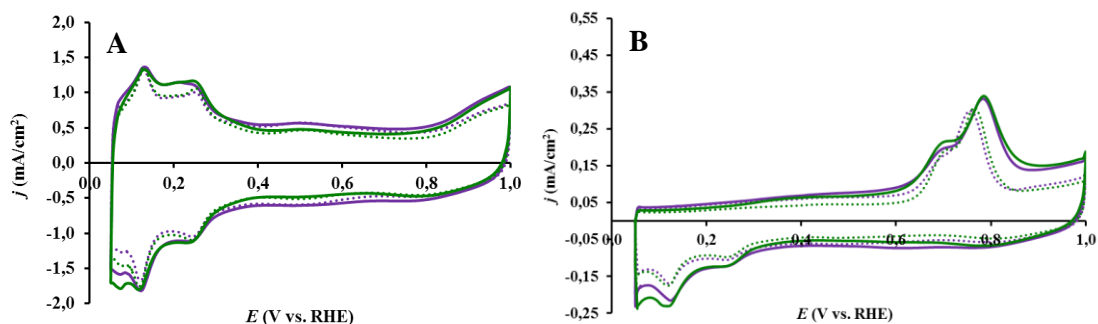 A
j (mA/cm²)
2,0
1,5
1,0
0,5
0,0
-0,5
-1,0
-1,5
-2,0
0,0 0,2 0,4 0,6 0,8 1,0
E (V vs. RHE)
B
j (mA/cm²)
0,55
0,45
0,35
0,25
0,15
0,05
-0,05
-0,15
-0,25
0,0 0,2 0,4 0,6 0,8 1,0
E (V vs. RHE)